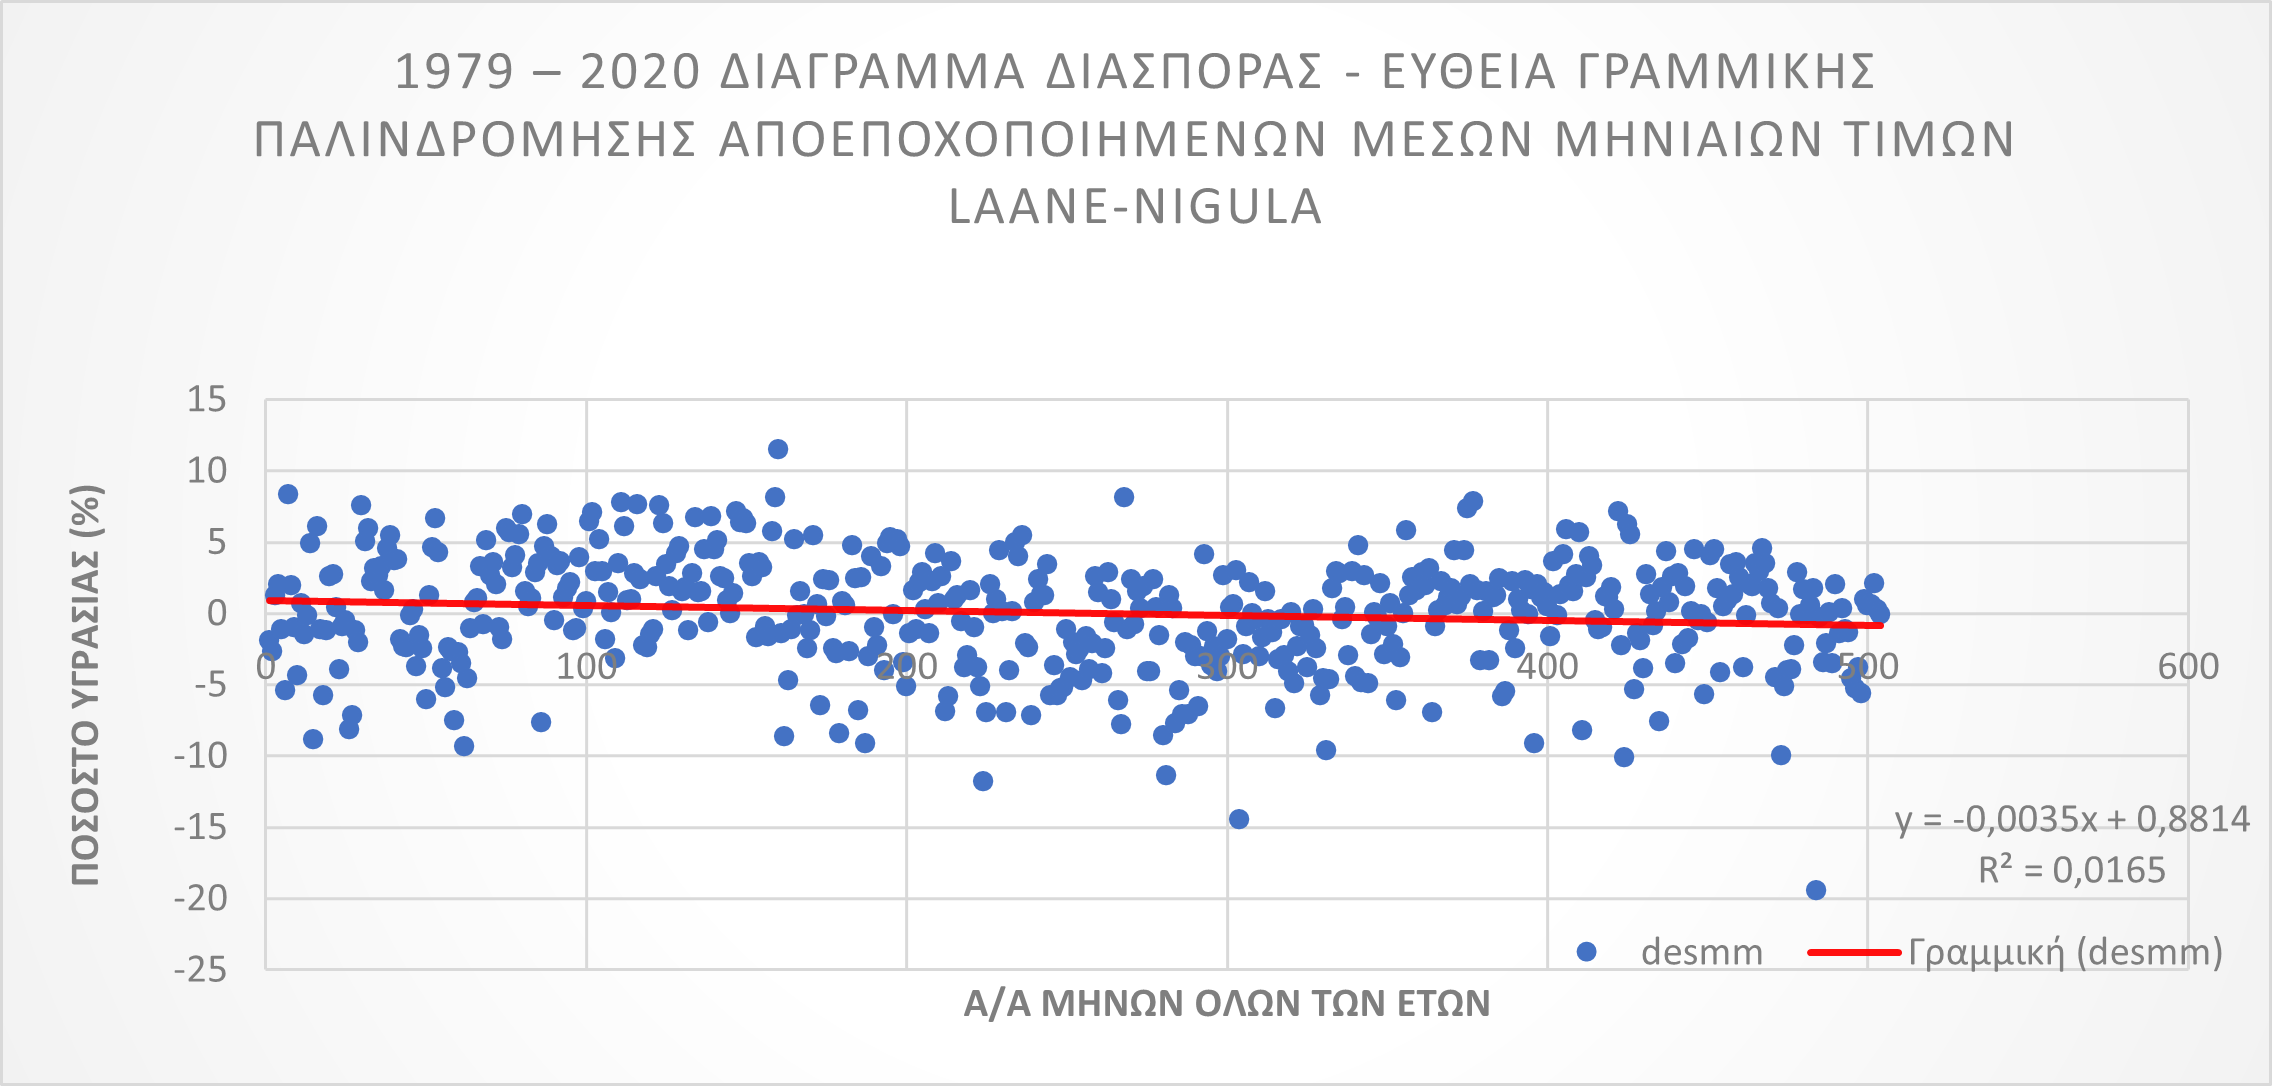 1979 – 2020 ΔΙΑΓΡΑΜΜΑ ΔΙΑΣΠΟΡΑΣ - ΕΥΘΕΙΑ ΓΡΑΜΜΙΚΗΣ
ΠΑΛΙΝΔΡΟΜΗΣΗΣ ΑΠΟΕΠΟΧΟΠΟΙΗΜΕΝΩΝ ΜΕΣΩΝ ΜΗΝΙΑΙΩΝ ΤΙΜΩΝ
LAANE-NIGULA
ΠΟΣΟΣΤΟ ΥΓΡΑΣΙΑΣ (%)
15
10
5
0
-5
-10
-15
-20
-25
0 100 200 300 400 500 600
y = -0,0035x + 0,8814
R² = 0,0165
desmm Γραμμική (desmm)
Α/Α ΜΗΝΩΝ ΟΛΩΝ ΤΩΝ ΕΤΩΝ